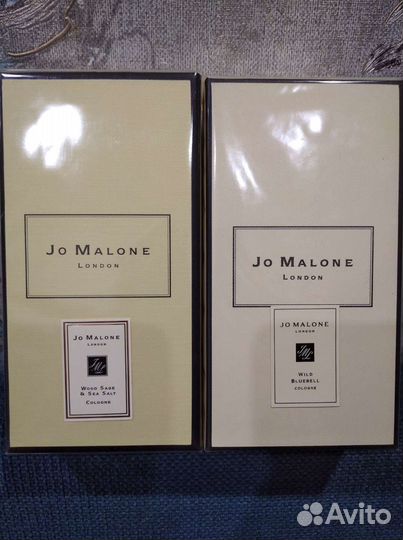 JO MALONE
LONDON
JO MALONE
LONDON
WOOD SAGE
& SEA SALT
COLOGNE
JO MALONE
LONDON
JO MALONE
LONDON
WILD
BLUEBELL
COLOGNE
Avito